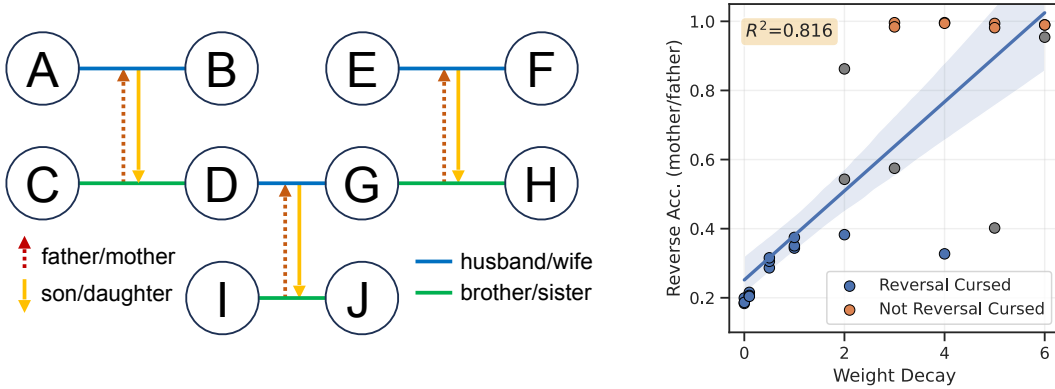 A B E F
C D G H
I J
father/mother
son/daughter
husband/wife
brother/sister
R²=0.816
Reverse Acc. (mother/father)
1.0
0.8
0.6
0.4
0.2
Reversal Cursed
Not Reversal Cursed
0 2 4 6
Weight Decay